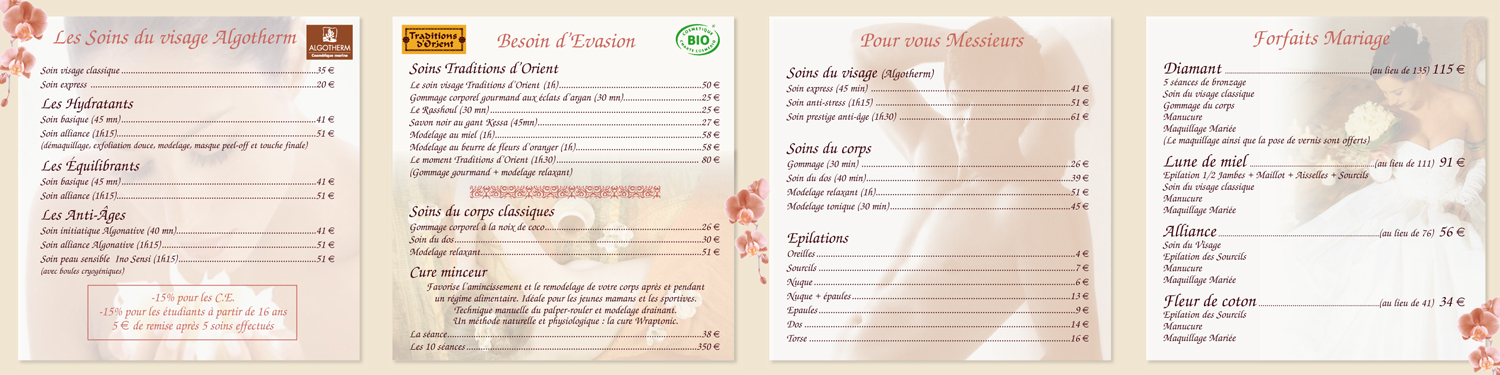 Les Soins du visage Algotherm
ALGOTHERM
Cosmétique marine
Soin visage classique 35 €
Soin express 20 €
Les Hydratants
Soin basique (45 mn) 41 €
Soin alliance (1h15) 51 €
(démaquillage, exfoliation douce, modelage, masque peel-off et touche finale)
Les Équilibrants
Soin basique (45 mn) 41 €
Soin alliance (1h15) 51 €
Les Anti-Âges
Soin initiatique Algonative (40 mn) 41 €
Soin alliance Algonative (1h15) 51 €
Soin peau sensible Ino Sensi (1h15) 51 €
(avec boules cryogéniques)
-15% pour les C.E.
-15% pour les étudiants à partir de 16 ans
5 € de remise après 5 soins effectués
Traditions d'Orient
Besoin d'Evasion
COSMETIQUE
BIO
Soins Traditions d'Orient
Le soin visage Traditions d'Orient (1h) 50 €
Gommage corporel gourmand aux éclats d'argan (30 mn) 25 €
Le Rasshoul (30 mn) 25 €
Savon noir au gant Kessa (45mn) 27 €
Modelage au miel (1h) 58 €
Modelage au beurre de fleurs d'oranger (1h) 58 €
Le moment Traditions d'Orient (1h30) 80 €
(Gommage gourmand + modelage relaxant)
Soins du corps classiques
Gommage corporel à la noix de coco 26 €
Soin du dos 30 €
Modelage relaxant 51 €
Cure minceur
Favorise l'amincissement et le remodelage de votre corps après et pendant
un régime alimentaire. Idéale pour les jeunes mamans et les sportives.
Technique manuelle du palper-rouler et modelage drainant.
Un méthode naturelle et physiologique : la cure Wraptonic.
La séance 38 €
Les 10 séances 350 €
Pour vous Messieurs
Soins du visage (Algotherm)
Soin express (45 min) 41 €
Soin anti-stress (1h15) 51 €
Soin prestige anti-âge (1h30) 61 €
Soins du corps
Gommage (30 min) 26 €
Soin du dos (40 min) 39 €
Modelage relaxant (1h) 51 €
Modelage tonique (30 min) 45 €
Epilations
Oreilles 4 €
Sourcils 7 €
Nuque 6 €
Nuque + épaules 13 €
Epaules 9 €
Dos 14 €
Torse 16 €
Forfaits Mariage
Diamant (au lieu de 135) 115 €
5 séances de bronzage
Soin du visage classique
Gommage du corps
Manucure
Maquillage Mariée
(Le maquillage ainsi que la pose de vernis sont offerts)
Lune de miel (au lieu de 111) 91 €
Epilation 1/2 Jambes + Maillot + Aisselles + Sourcils
Soin du visage classique
Manucure
Maquillage Mariée
Alliance (au lieu de 76) 56 €
Soin du Visage
Epilation des Sourcils
Manucure
Maquillage Mariée
Fleur de coton (au lieu de 41) 34 €
Epilation des Sourcils
Manucure
Maquillage Mariée